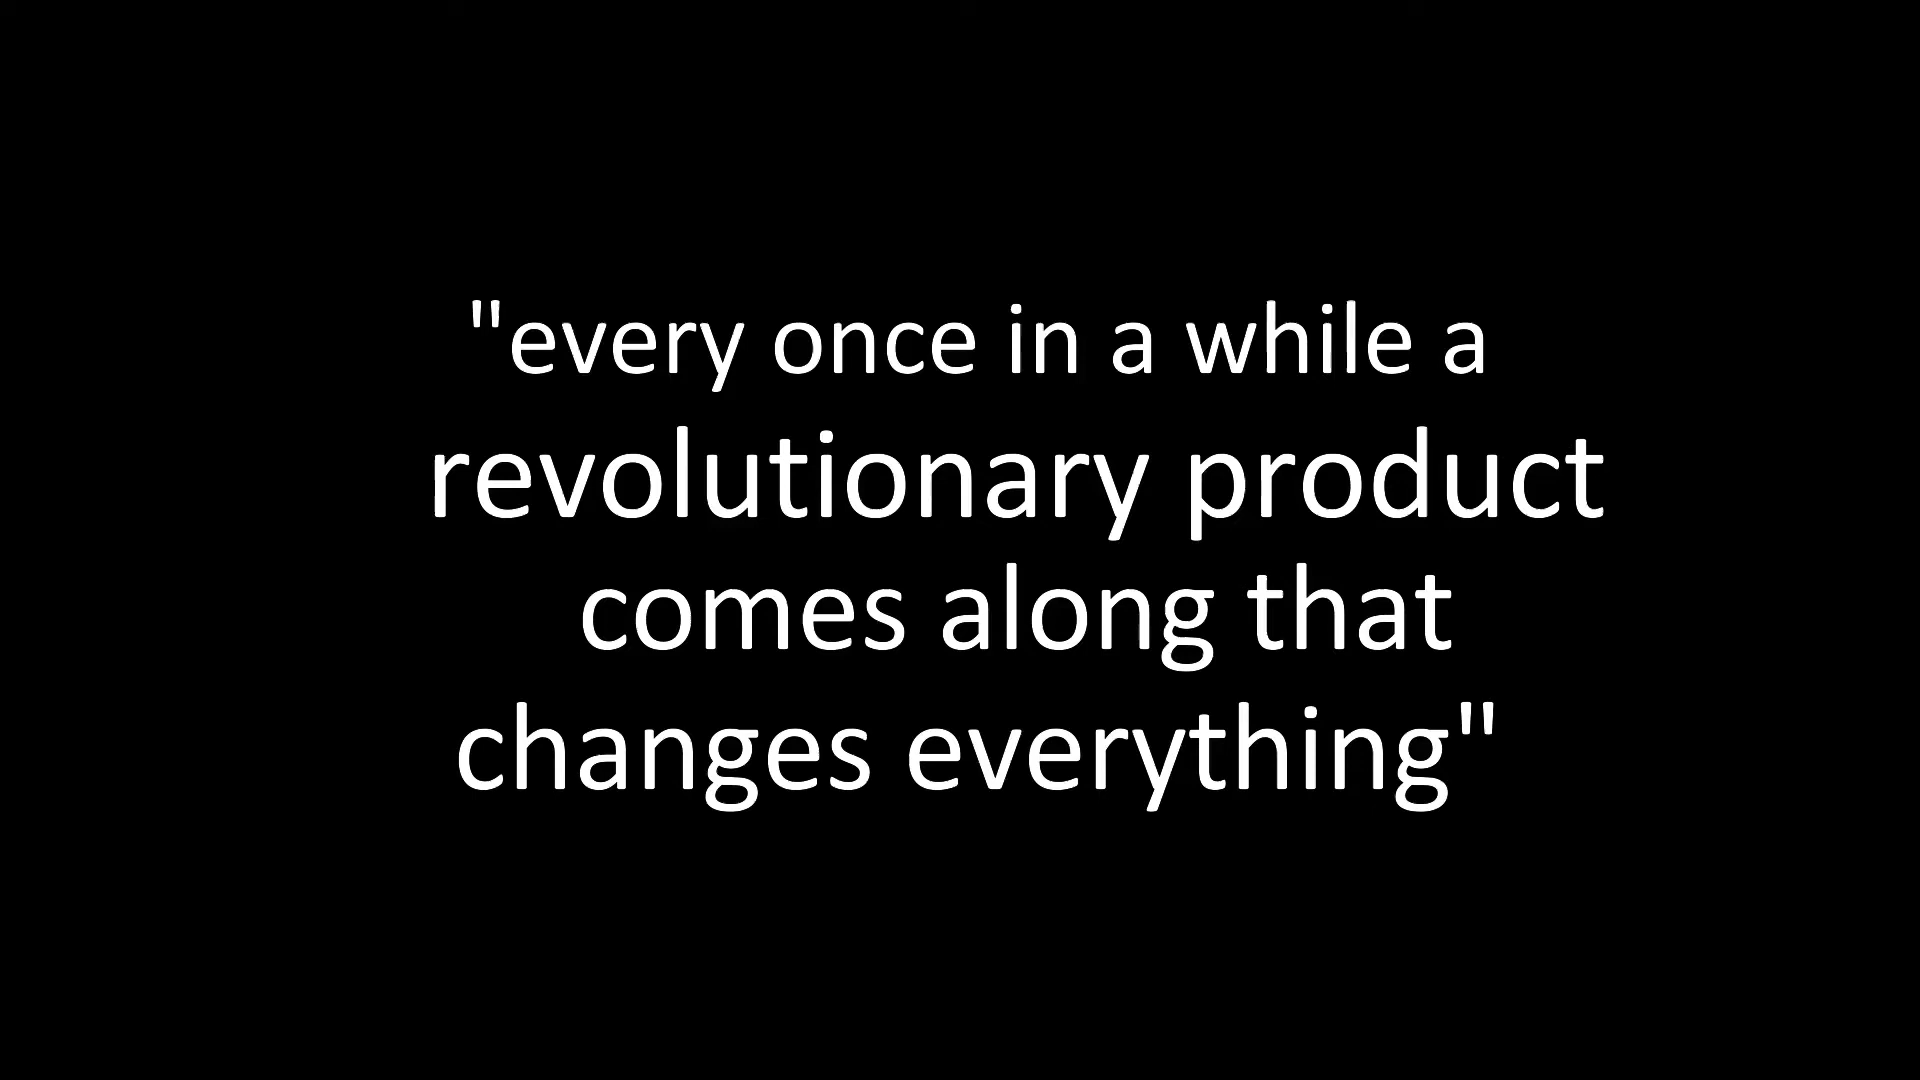 "every once in a while a
revolutionary product
comes along that
changes everything"